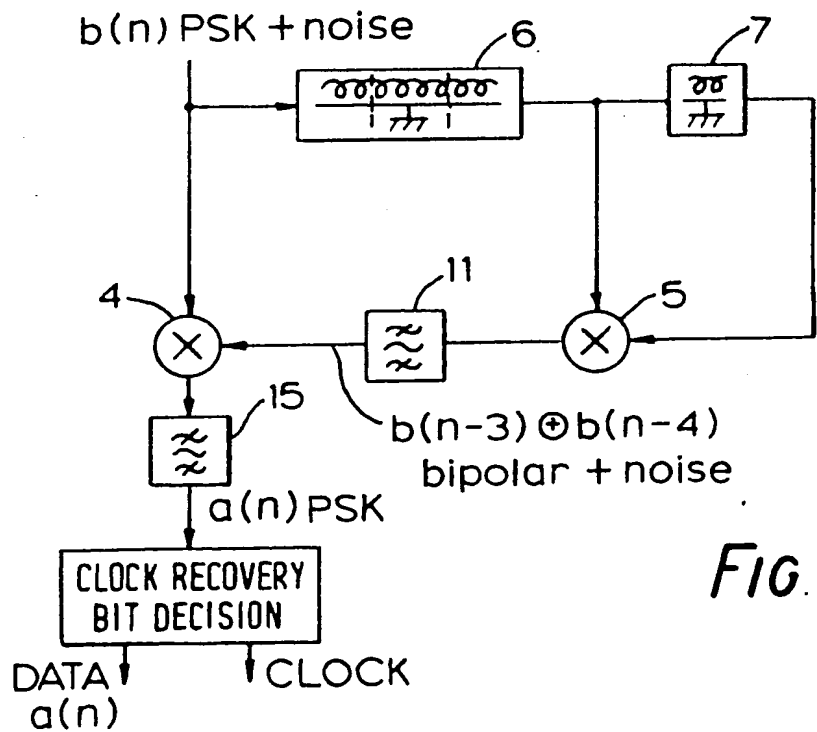 b(n) PSK + noise
6
7
4
11
5
15
b(n-3) ⊕ b(n-4)
bipolar + noise
a(n) PSK
CLOCK RECOVERY
BIT DECISION
FIG.
DATA
a(n)
CLOCK